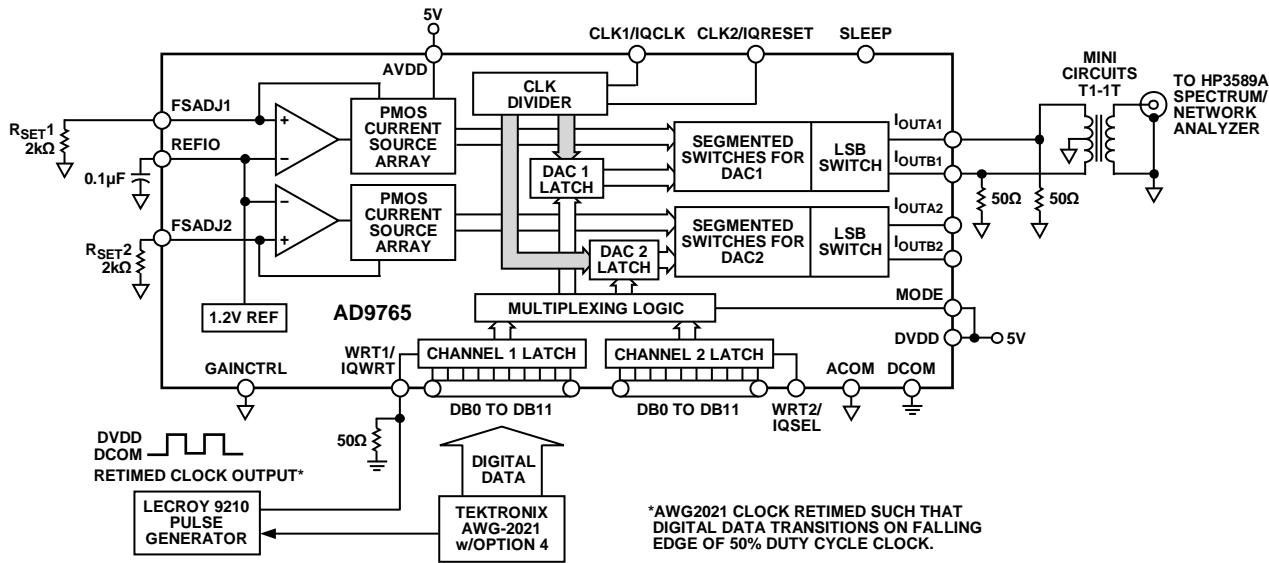 5V
CLK1/IQCLK
CLK2/IQRESET
SLEEP
AVDD
CLK
DIVIDER
MINI
CIRCUITS
T1-1T
TO HP3589A
SPECTRUM/
NETWORK
ANALYZER
FSADJ1
RSET1
2kΩ
REFIO
0.1µF
FSADJ2
RSET2
2kΩ
+
−
−
+
PMOS
CURRENT
SOURCE
ARRAY
PMOS
CURRENT
SOURCE
ARRAY
DAC 1
LATCH
DAC 2
LATCH
SEGMENTED
SWITCHES FOR
DAC1
LSB
SWITCH
SEGMENTED
SWITCHES FOR
DAC2
LSB
SWITCH
IOUTA1
IOUTB1
IOUTA2
IOUTB2
50Ω
50Ω
1.2V REF
AD9765
MULTIPLEXING LOGIC
MODE
DVDD
5V
GAINCTRL
WRT1/
IQWRT
CHANNEL 1 LATCH
CHANNEL 2 LATCH
ACOM
DCOM
DB0 TO DB11
DB0 TO DB11
WRT2/
IQSEL
50Ω
DVDD
DCOM
RETIMED CLOCK OUTPUT*
DIGITAL
DATA
LECROY 9210
PULSE
GENERATOR
TEKTRONIX
AWG-2021
w/OPTION 4
*AWG2021 CLOCK RETIMED SUCH THAT
DIGITAL DATA TRANSITIONS ON FALLING
EDGE OF 50% DUTY CYCLE CLOCK.